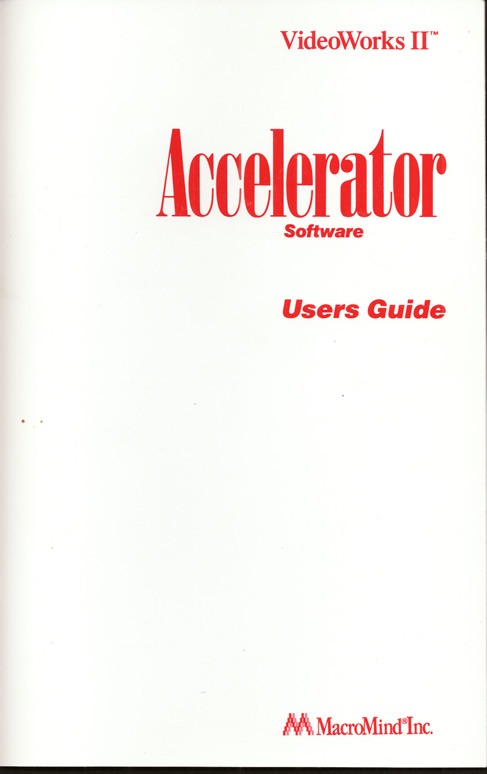 VideoWorks II™
Accelerator
Software
Users Guide
MacroMind® Inc.